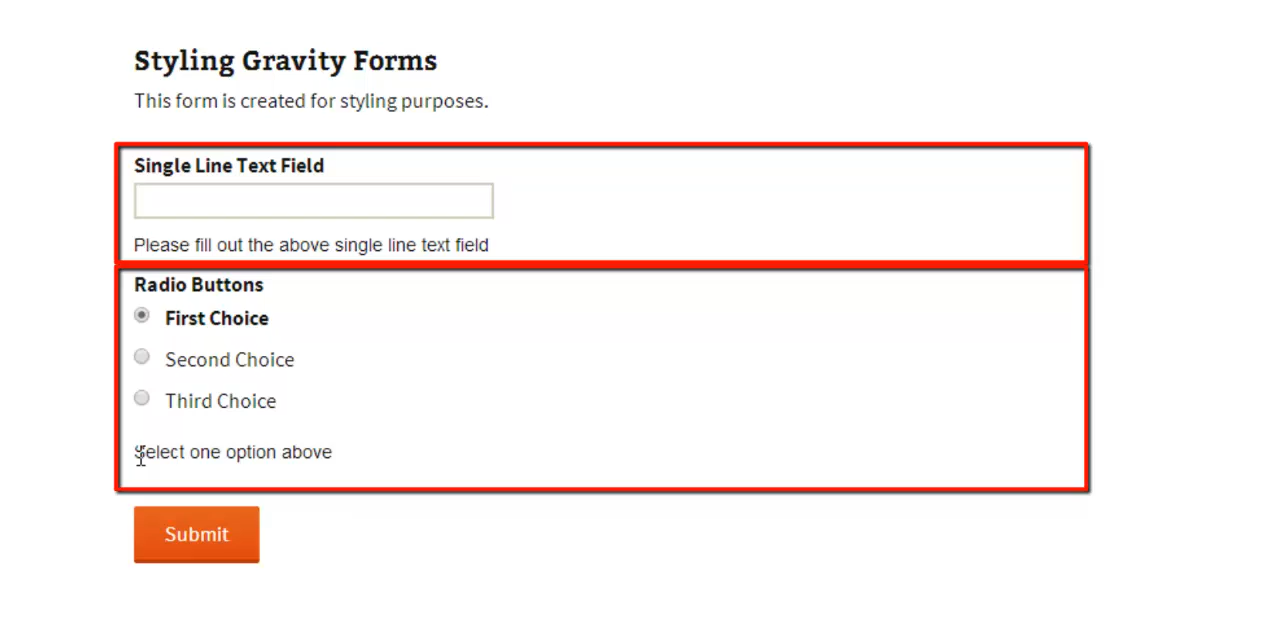 Styling Gravity Forms
This form is created for styling purposes.
Single Line Text Field
Please fill out the above single line text field
Radio Buttons
First Choice
Second Choice
Third Choice
Select one option above
Submit